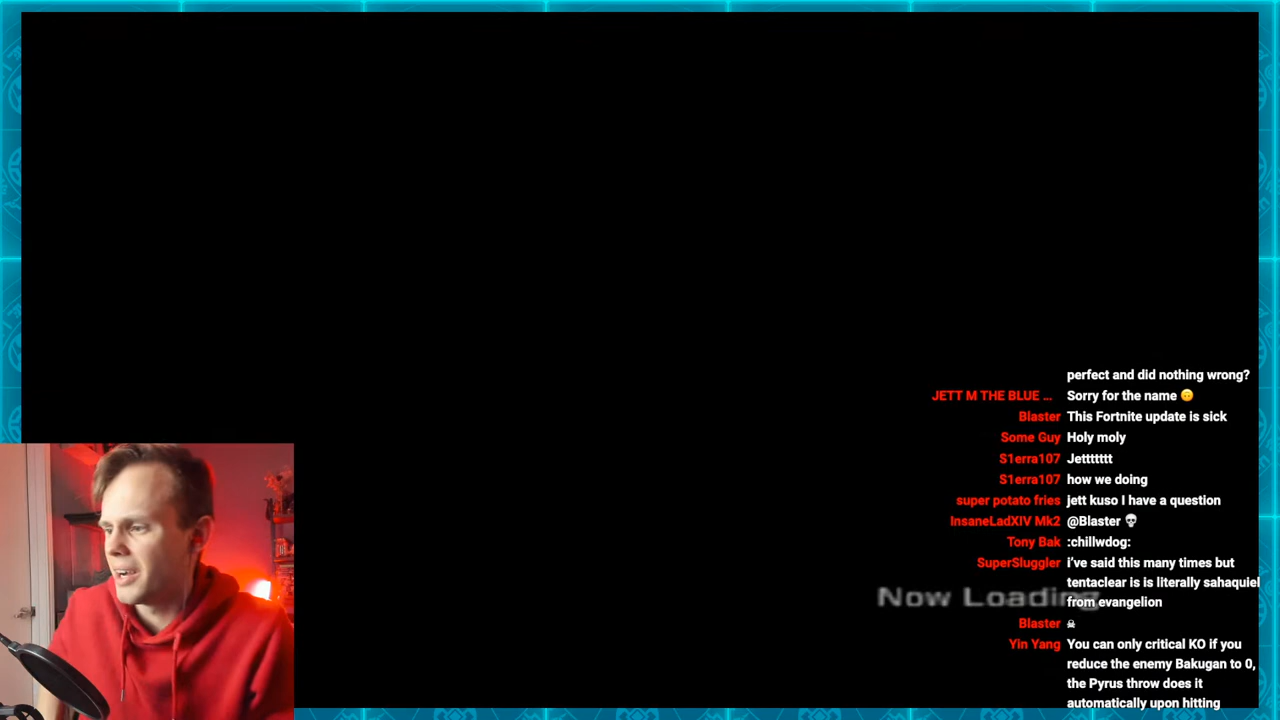 perfect and did nothing wrong?
JETT M THE BLUE ... Sorry for the name 🙃
Blaster This Fortnite update is sick
Some Guy Holy moly
S1erra107 Jettttttt
S1erra107 how we doing
super potato fries jett kuso I have a question
InsaneLadXIV Mk2 @Blaster 💀
Tony Bak :chillwdog:
SuperSluggler i've said this many times but
tentaclear is is literally sahaquiel
Now Loading
from evangelion
Blaster ☠
Yin Yang You can only critical KO if you
reduce the enemy Bakugan to 0,
the Pyrus throw does it
automatically upon hitting